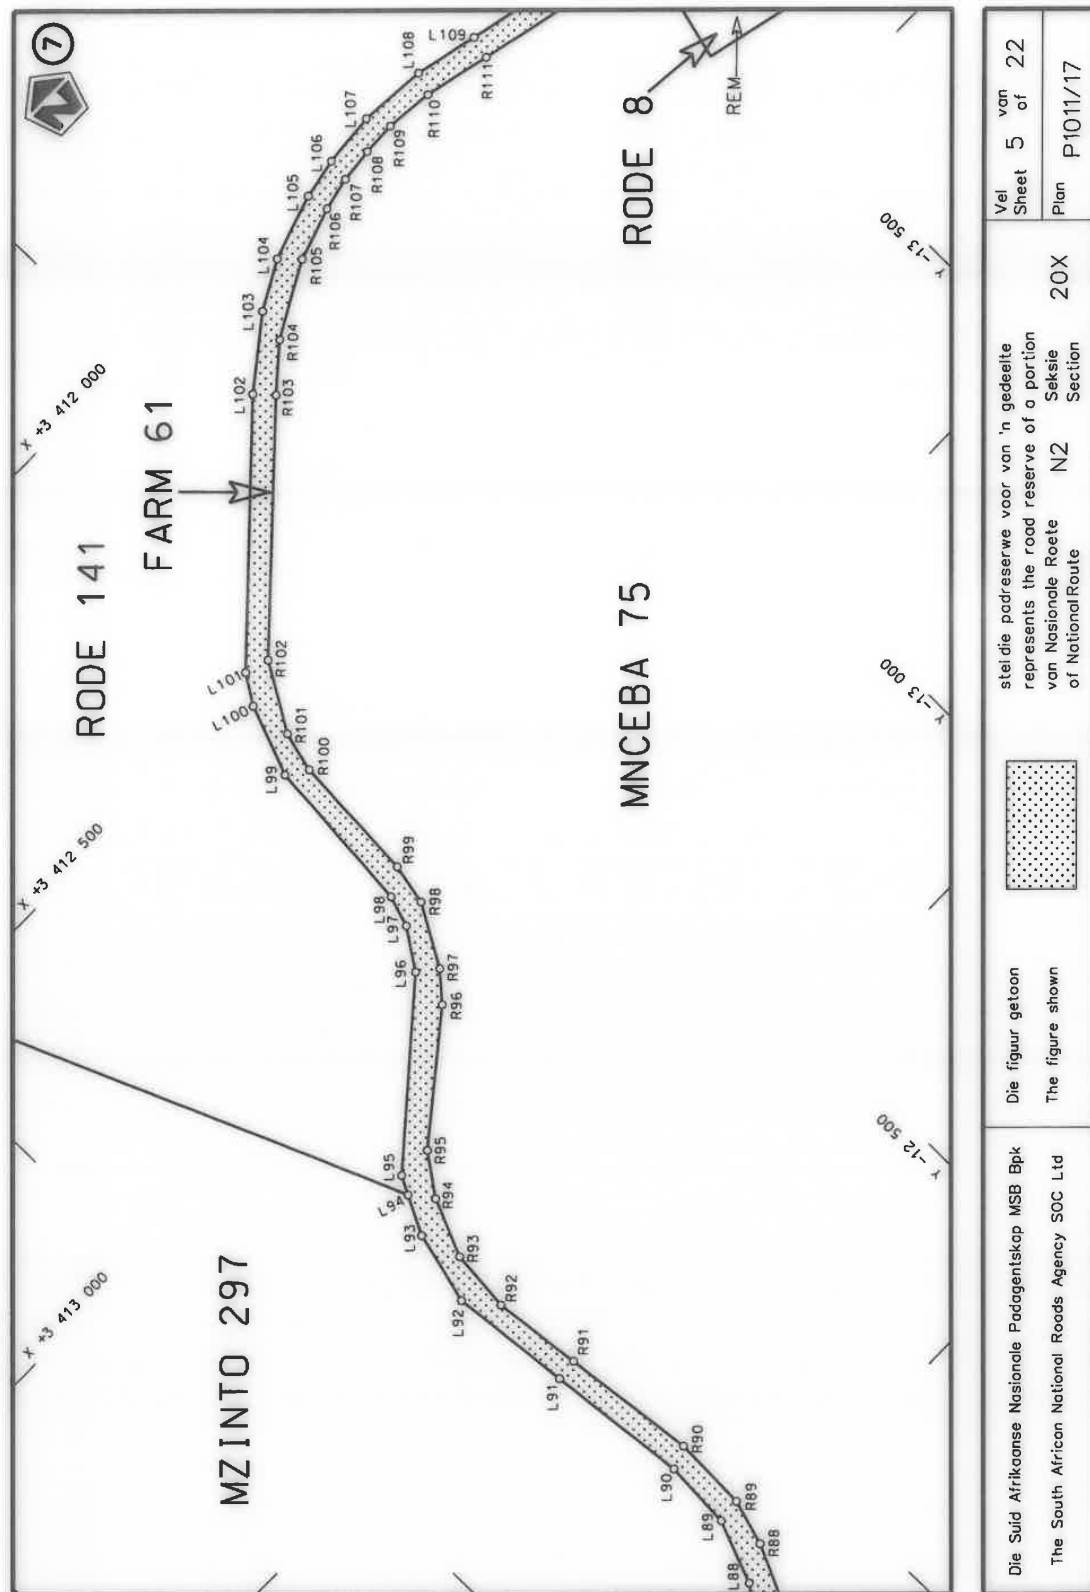 7
RODE 141
FARM 61
MZINTO 297
MNCEBA 75
RODE 8
REM
X +3 412 000
X +3 412 500
X +3 413 000
Y -13 500
Y -13 000
Y -12 500
L88
L89
L90
L91
L92
L93
L94
L95
L96
L97
L98
L99
L100
L101
L102
L103
L104
L105
L106
L107
L108
L109
R88
R89
R90
R91
R92
R93
R94
R95
R96
R97
R98
R99
R100
R101
R102
R103
R104
R105
R106
R107
R108
R109
R110
R111
Die Suid Afrikaanse Nasionale Padagentskap MSB Bpk
The South African National Roads Agency SOC Ltd
Die figuur getoon
The figure shown
stel die padreserwe voor van 'n gedeelte
represents the road reserve of a portion
van Nasionale Roete N2 Seksie 20X
of National Route Section
Vel 5 van 22
Sheet of
Plan P1011/17